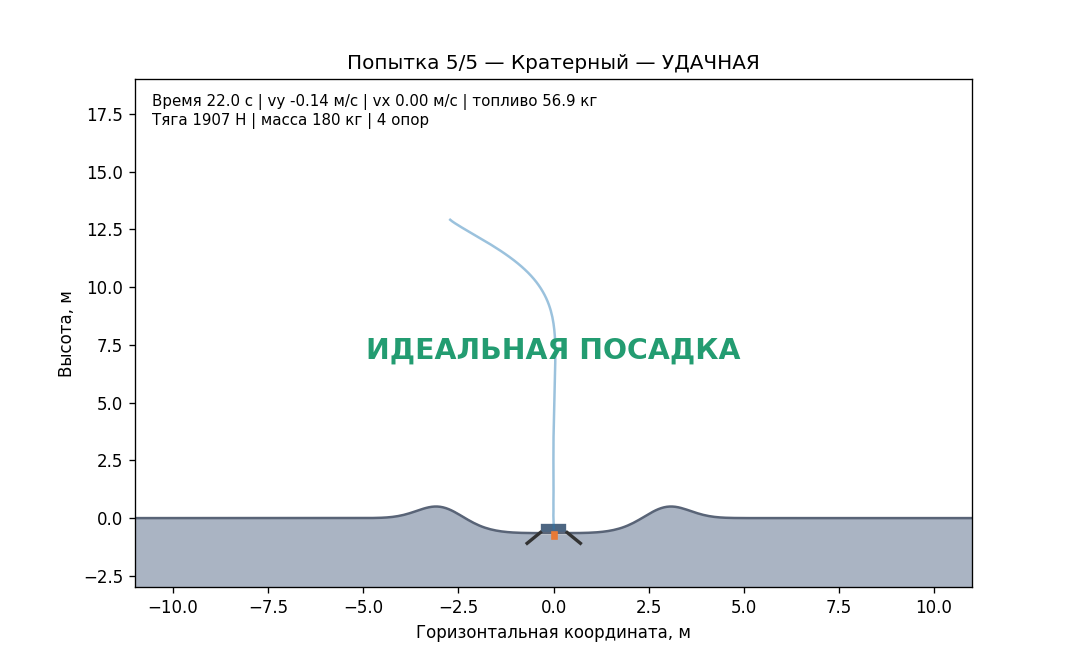 Попытка 5/5 — Кратерный — УДАЧНАЯ
Время 22.0 с | vy -0.14 м/с | vx 0.00 м/с | топливо 56.9 кг
Тяга 1907 Н | масса 180 кг | 4 опор
17.5
15.0
12.5
10.0
7.5
5.0
2.5
0.0
−2.5
Высота, м
ИДЕАЛЬНАЯ ПОСАДКА
−10.0 −7.5 −5.0 −2.5 0.0 2.5 5.0 7.5 10.0
Горизонтальная координата, м